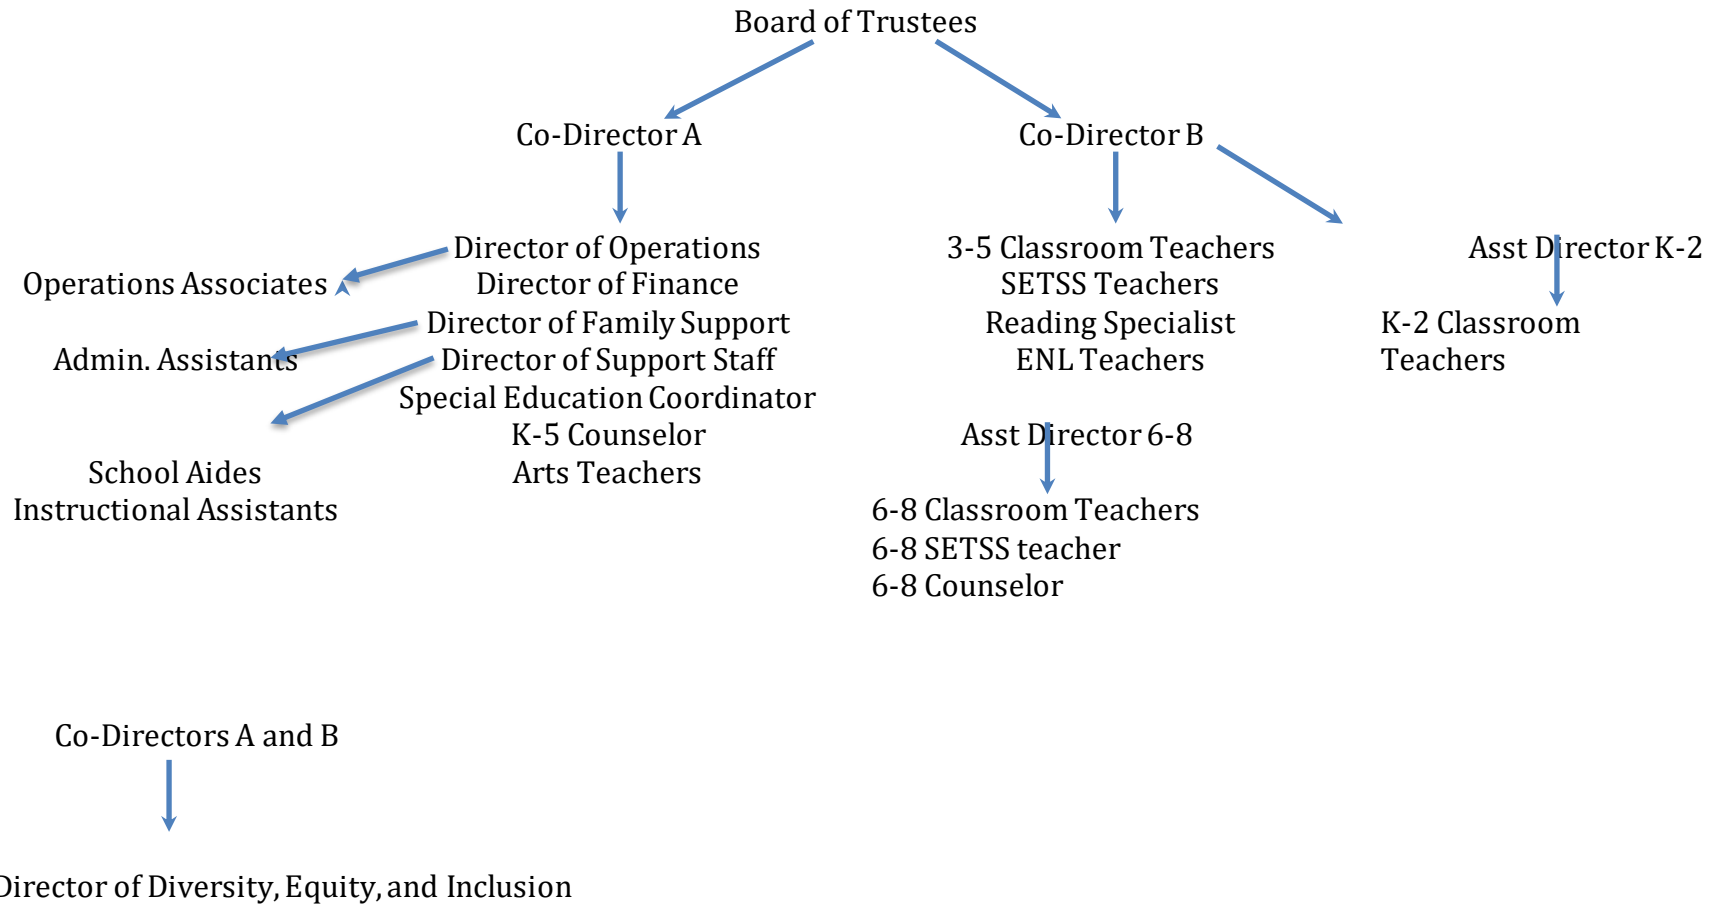 Board of Trustees
Co-Director A
Co-Director B
Director of Operations
3-5 Classroom Teachers
Asst Director K-2
Operations Associates
Director of Finance
SETSS Teachers
Director of Family Support
Reading Specialist
K-2 Classroom
Admin. Assistants
Director of Support Staff
ENL Teachers
Teachers
Special Education Coordinator
K-5 Counselor
Asst Director 6-8
School Aides
Arts Teachers
Instructional Assistants
6-8 Classroom Teachers
6-8 SETSS teacher
6-8 Counselor
Co-Directors A and B
Director of Diversity, Equity, and Inclusion